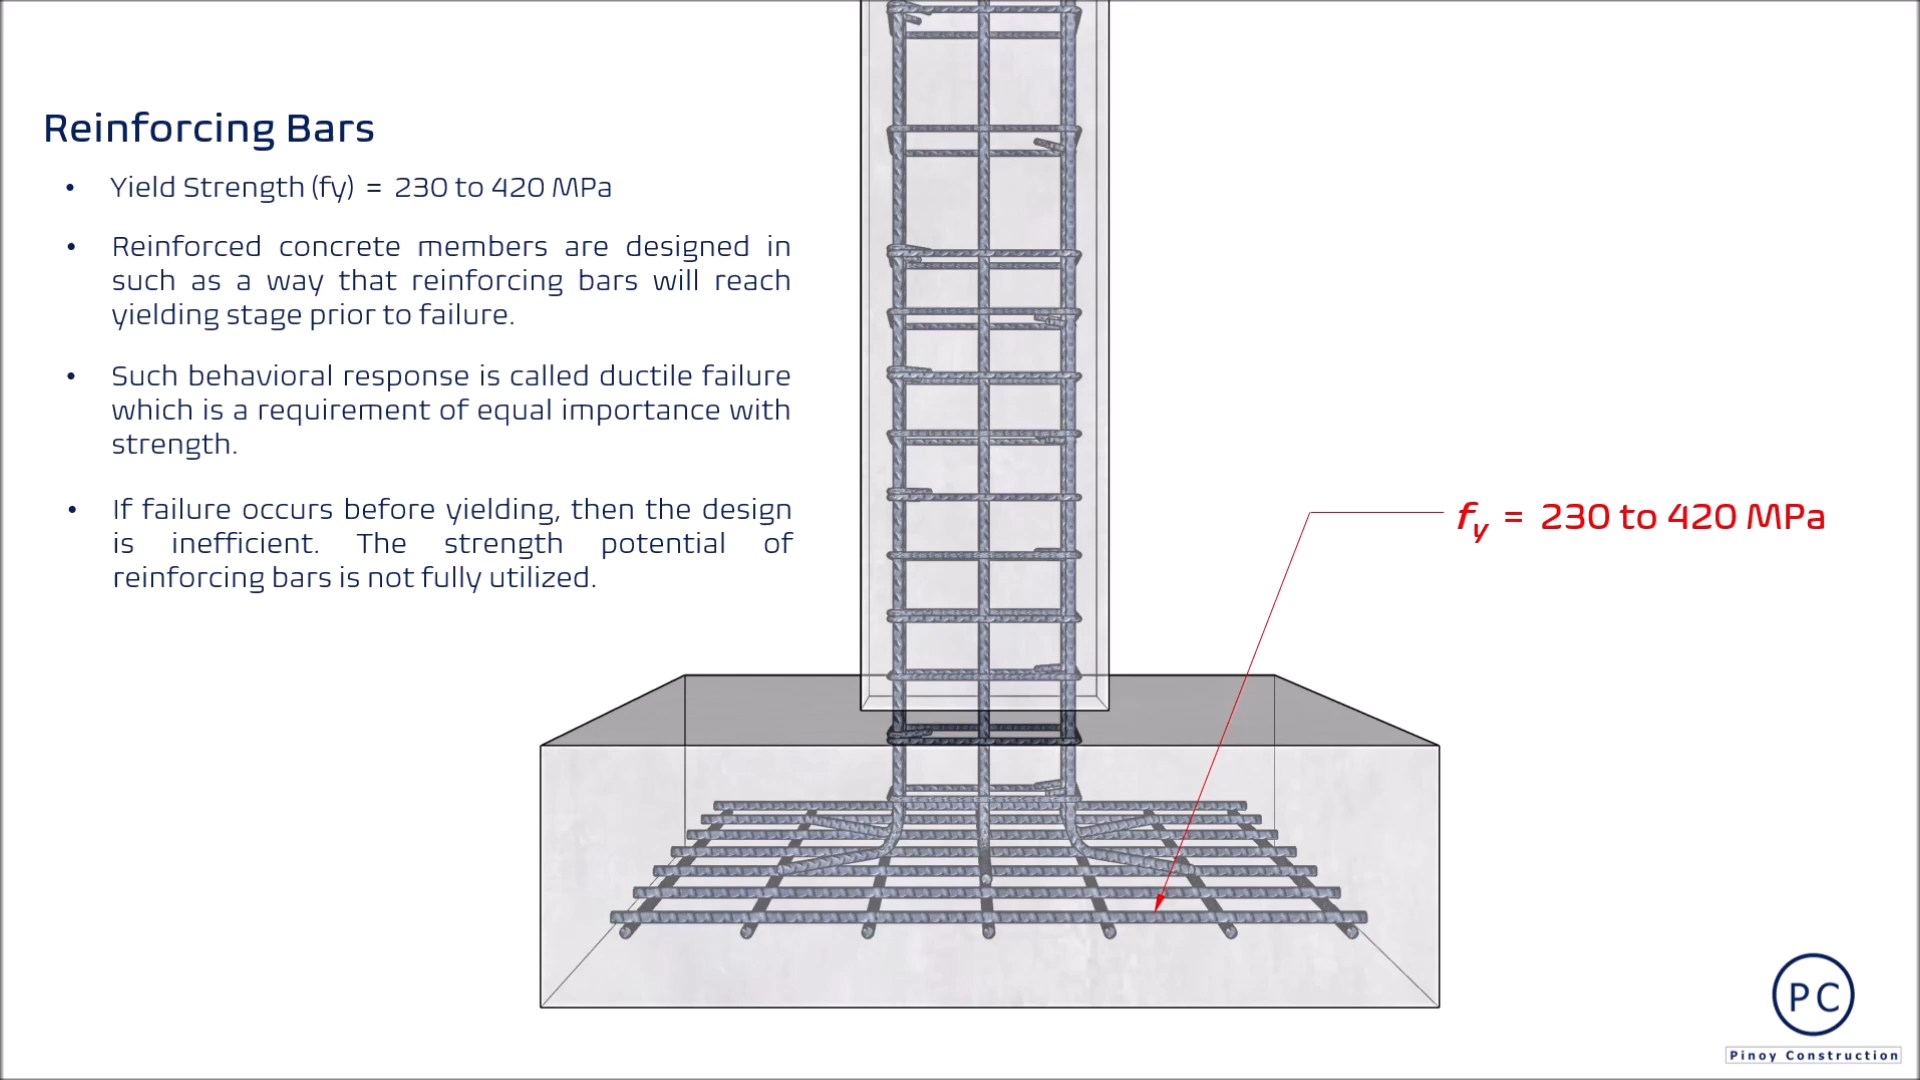 Reinforcing Bars
• Yield Strength (fy) = 230 to 420 MPa
• Reinforced concrete members are designed in
such as a way that reinforcing bars will reach
yielding stage prior to failure.
• Such behavioral response is called ductile failure
which is a requirement of equal importance with
strength.
• If failure occurs before yielding, then the design
is inefficient. The strength potential of
reinforcing bars is not fully utilized.
fy = 230 to 420 MPa
PC
Pinoy Construction